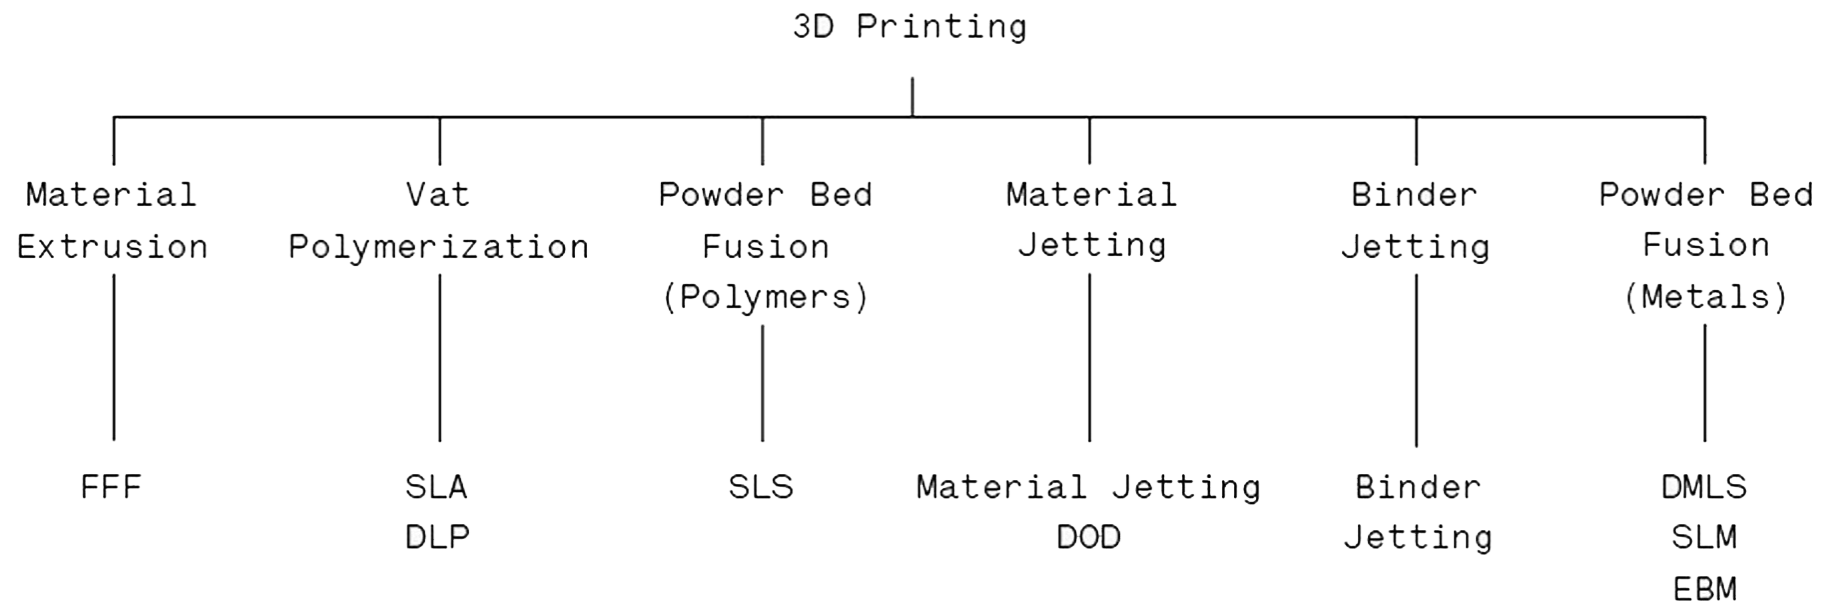 3D Printing
Material
Extrusion
Vat
Polymerization
Powder Bed
Fusion
(Polymers)
Material
Jetting
Binder
Jetting
Powder Bed
Fusion
(Metals)
FFF
SLA
DLP
SLS
Material Jetting
DOD
Binder
Jetting
DMLS
SLM
EBM